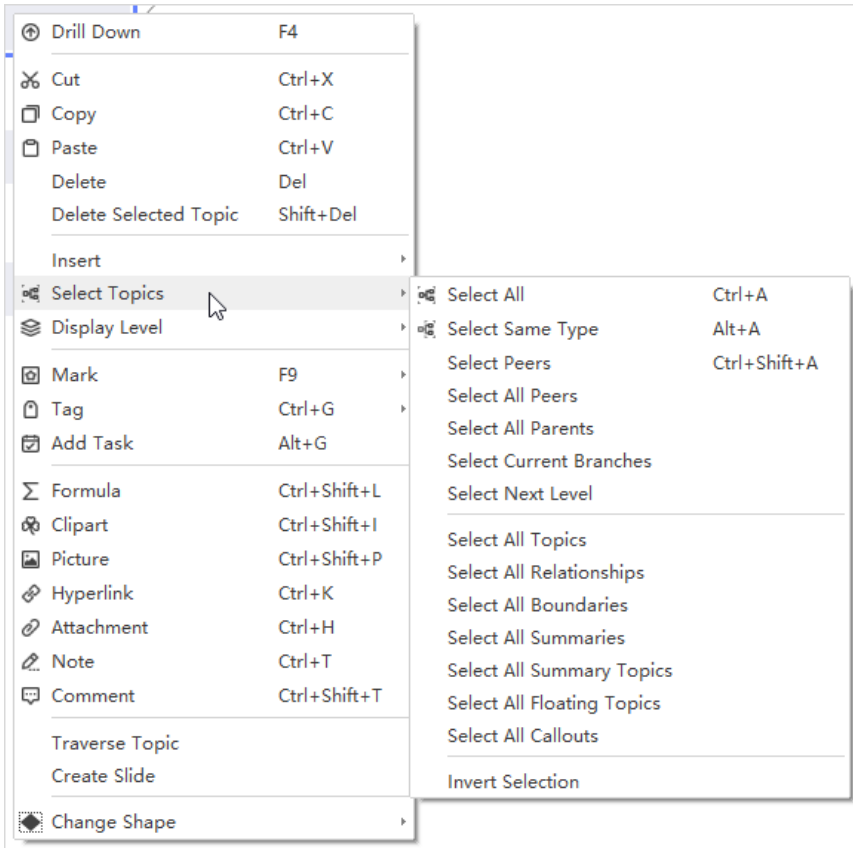 Drill Down F4
Cut Ctrl+X
Copy Ctrl+C
Paste Ctrl+V
Delete Del
Delete Selected Topic Shift+Del
Insert
Select Topics
Display Level
Mark F9
Tag Ctrl+G
Add Task Alt+G
Formula Ctrl+Shift+L
Clipart Ctrl+Shift+I
Picture Ctrl+Shift+P
Hyperlink Ctrl+K
Attachment Ctrl+H
Note Ctrl+T
Comment Ctrl+Shift+T
Traverse Topic
Create Slide
Change Shape
Select All Ctrl+A
Select Same Type Alt+A
Select Peers Ctrl+Shift+A
Select All Peers
Select All Parents
Select Current Branches
Select Next Level
Select All Topics
Select All Relationships
Select All Boundaries
Select All Summaries
Select All Summary Topics
Select All Floating Topics
Select All Callouts
Invert Selection